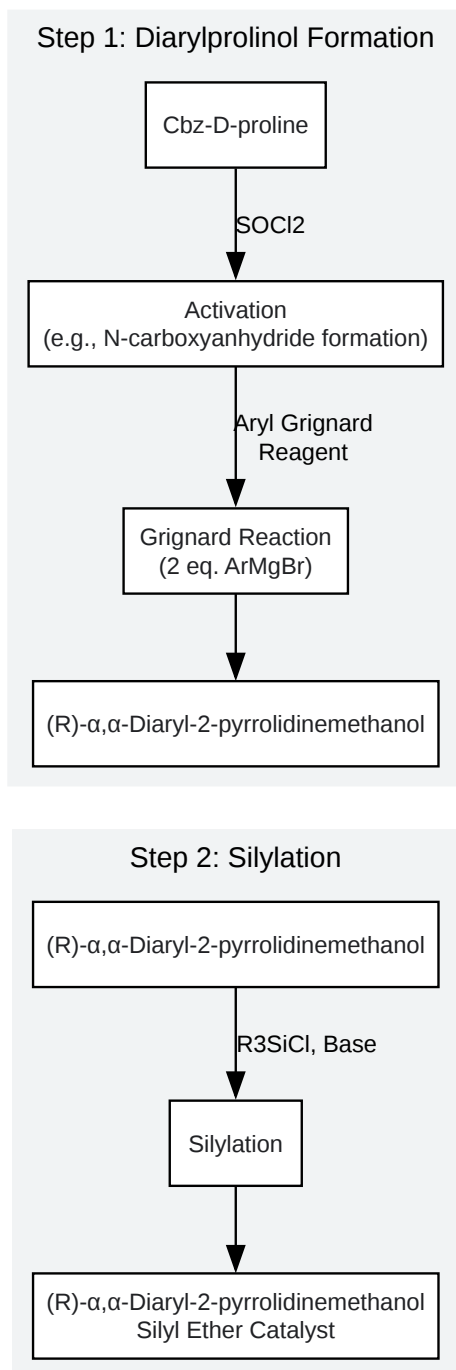 Step 1: Diarylprolinol Formation
Cbz-D-proline
SOCl2
Activation
(e.g., N-carboxyanhydride formation)
Aryl Grignard
Reagent
Grignard Reaction
(2 eq. ArMgBr)
(R)-α,α-Diaryl-2-pyrrolidinemethanol
Step 2: Silylation
(R)-α,α-Diaryl-2-pyrrolidinemethanol
R3SiCl, Base
Silylation
(R)-α,α-Diaryl-2-pyrrolidinemethanol
Silyl Ether Catalyst